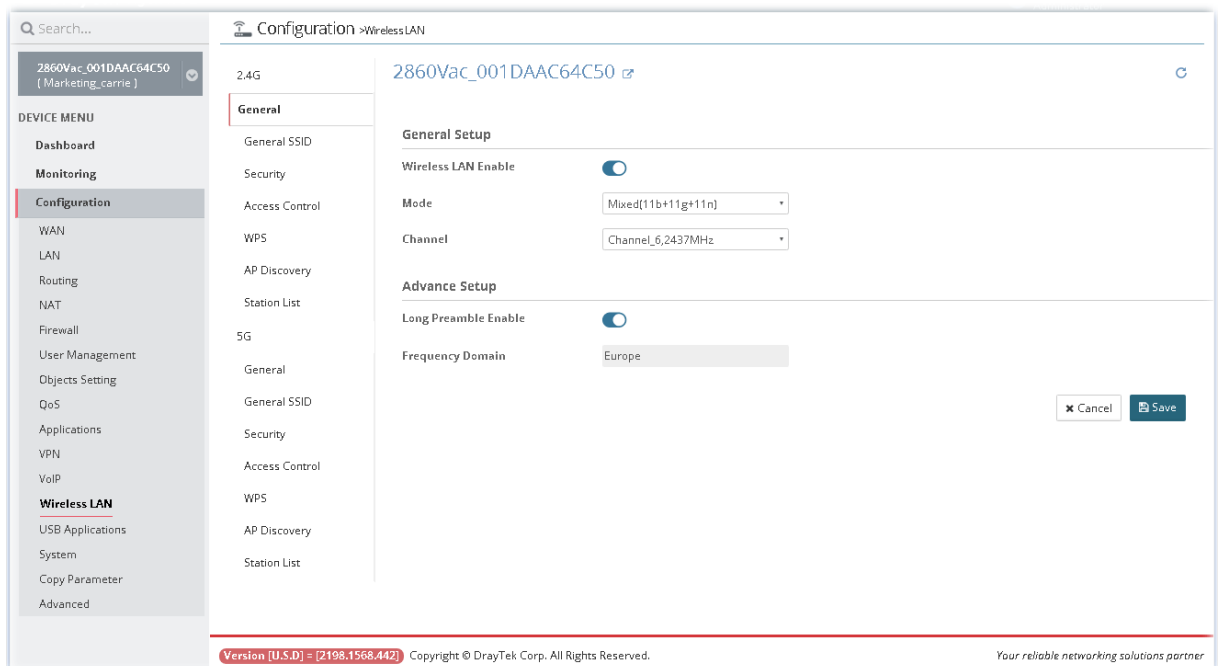 Search...
2860Vac_001DAAC64C50
( Marketing_carrie )
DEVICE MENU
Dashboard
Monitoring
Configuration
WAN
LAN
Routing
NAT
Firewall
User Management
Objects Setting
QoS
Applications
VPN
VoIP
Wireless LAN
USB Applications
System
Copy Parameter
Advanced
Configuration >Wireless LAN
2.4G
General
General SSID
Security
Access Control
WPS
AP Discovery
Station List
5G
General
General SSID
Security
Access Control
WPS
AP Discovery
Station List
2860Vac_001DAAC64C50
General Setup
Wireless LAN Enable
Mode Mixed(11b+11g+11n)
Channel Channel_6,2437MHz
Advance Setup
Long Preamble Enable
Frequency Domain Europe
Cancel Save
Version [U.S.D] = [2198.1568.442] Copyright © DrayTek Corp. All Rights Reserved. Your reliable networking solutions partner